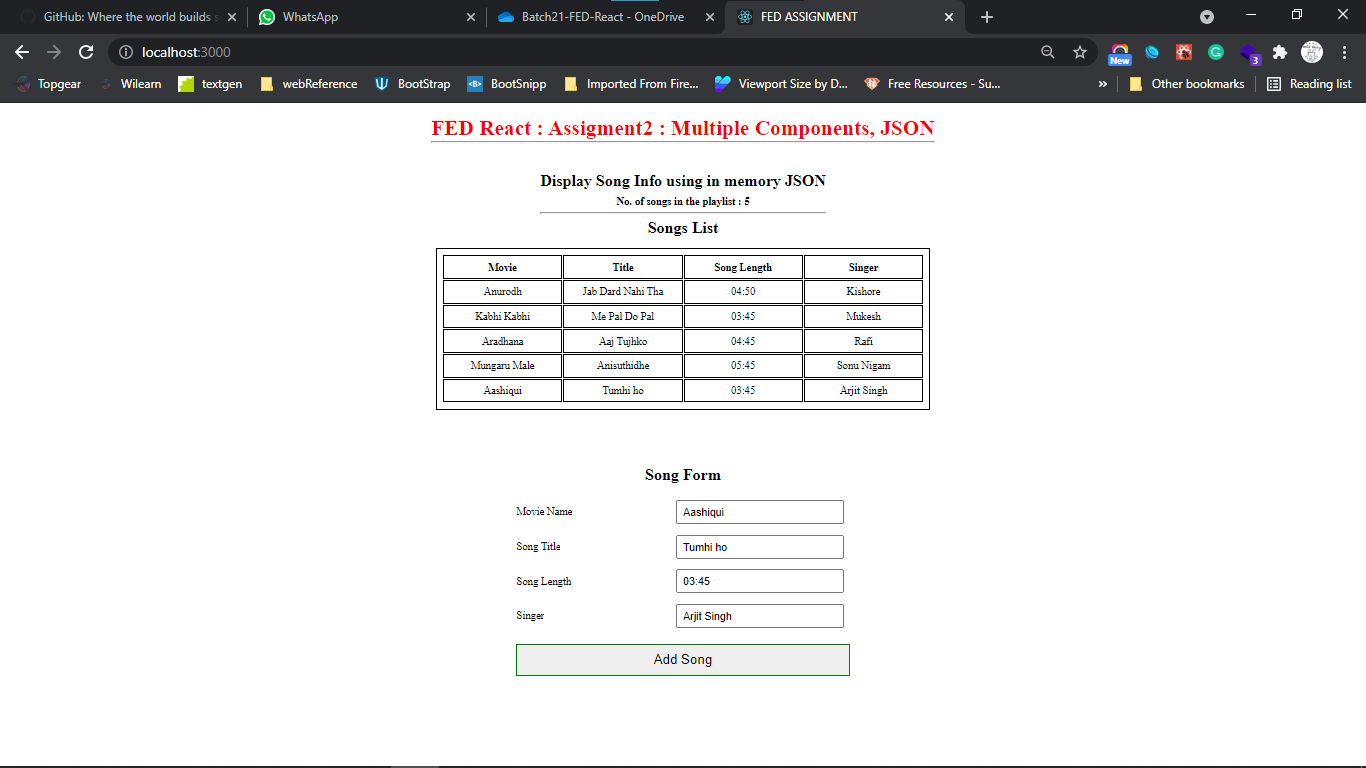 GitHub: Where the world builds s
WhatsApp
Batch21-FED-React - OneDrive
FED ASSIGNMENT
localhost:3000
New
3
Topgear
Wilearn
textgen
webReference
BootStrap
<B>
BootSnipp
Imported From Fire...
Viewport Size by D...
Free Resources - Su...
»
Other bookmarks
Reading list
FED React : Assigment2 : Multiple Components, JSON
Display Song Info using in memory JSON
No. of songs in the playlist : 5
Songs List
Movie Title Song Length Singer
Anurodh Jab Dard Nahi Tha 04:50 Kishore
Kabhi Kabhi Me Pal Do Pal 03:45 Mukesh
Aradhana Aaj Tujhko 04:45 Rafi
Mungaru Male Anisuthidhe 05:45 Sonu Nigam
Aashiqui Tumhi ho 03:45 Arjit Singh
Song Form
Movie Name Aashiqui
Song Title Tumhi ho
Song Length 03:45
Singer Arjit Singh
Add Song